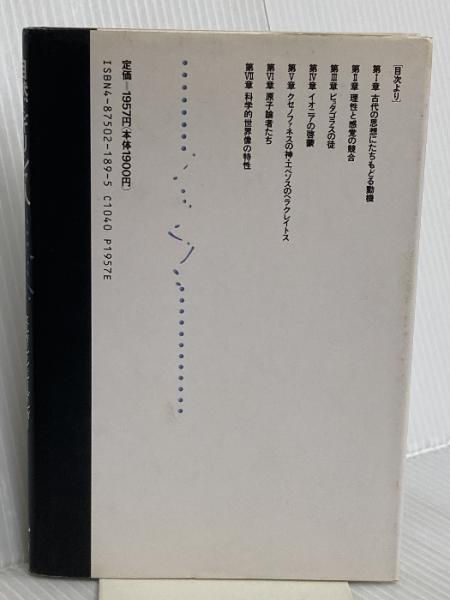 [目次より]
第I章 古代の思想にたちもどる動機
第II章 理性と感覚の競合
第III章 ピュタゴラスの徒
第IV章 イオニアの啓蒙
第V章 クセノファネスの神・エペソスのヘラクレイトス
第VI章 原子論者たち
第VII章 科学的世界像の特性
定価—1957円(本体1900円)
ISBN4-87502-189-5 C1040 P1957E